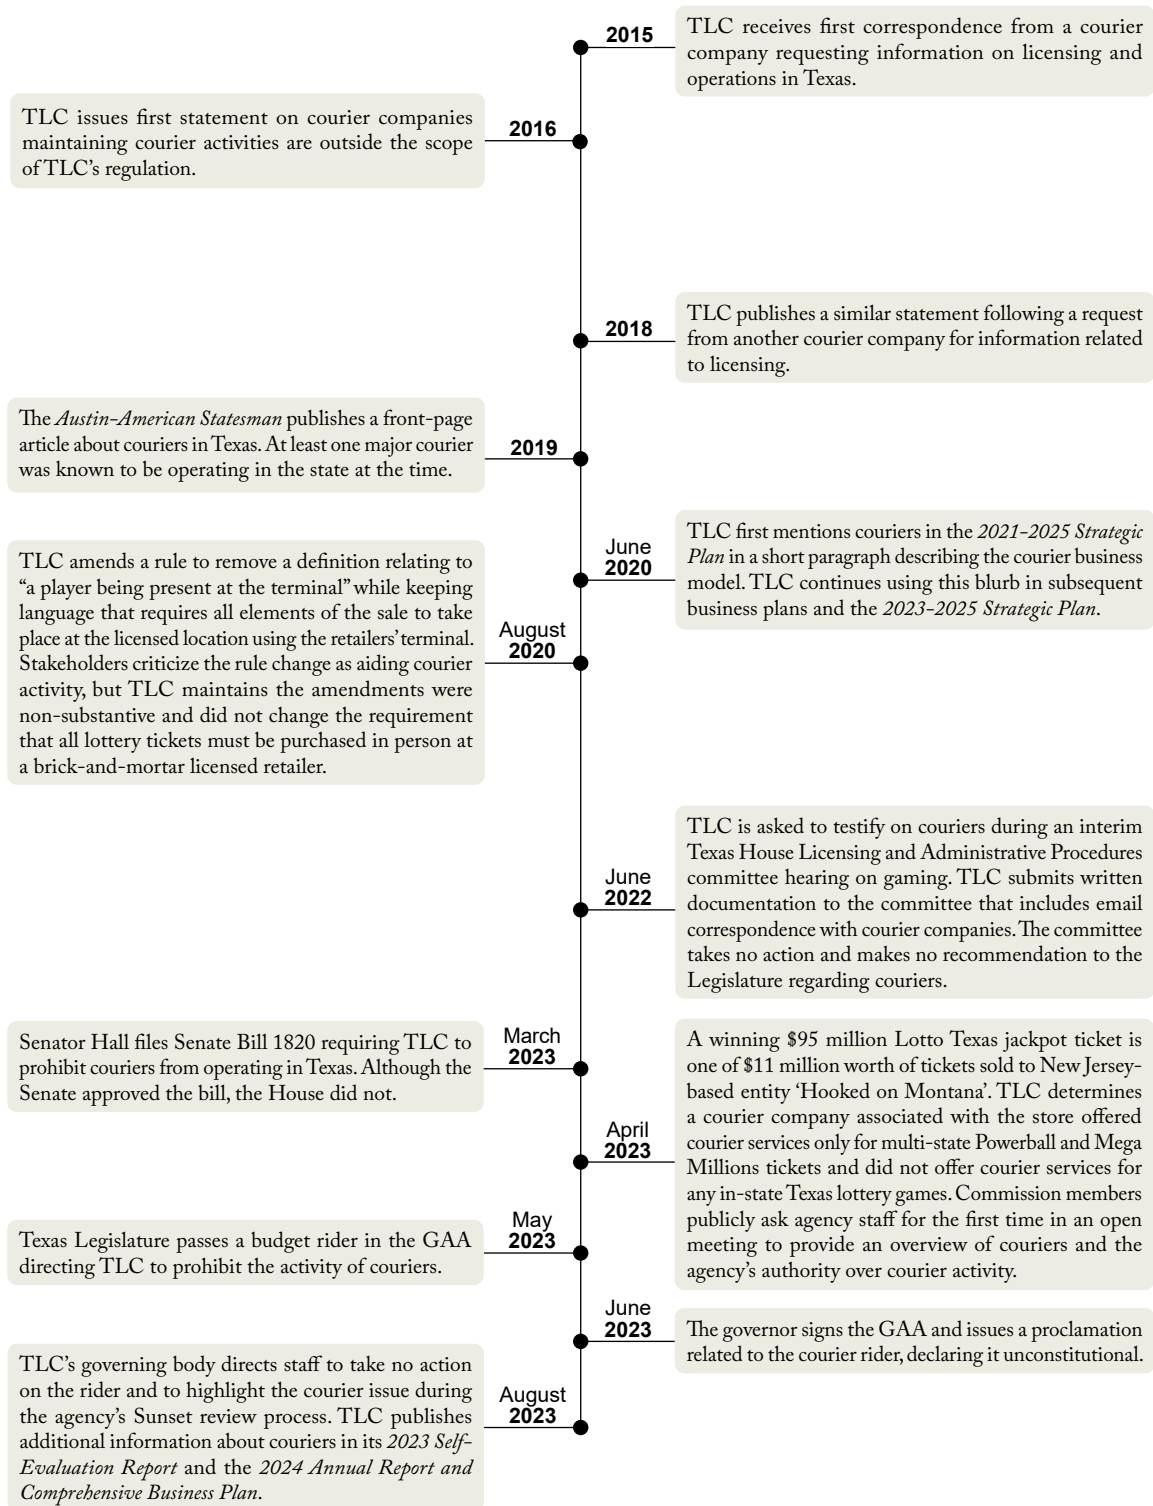 2015
TLC receives first correspondence from a courier
company requesting information on licensing and
operations in Texas.
2016
TLC issues first statement on courier companies
maintaining courier activities are outside the scope
of TLC's regulation.
2018
TLC publishes a similar statement following a request
from another courier company for information related
to licensing.
2019
The Austin-American Statesman publishes a front-page
article about couriers in Texas. At least one major courier
was known to be operating in the state at the time.
June
2020
TLC first mentions couriers in the 2021-2025 Strategic
Plan in a short paragraph describing the courier business
model. TLC continues using this blurb in subsequent
business plans and the 2023-2025 Strategic Plan.
August
2020
TLC amends a rule to remove a definition relating to
“a player being present at the terminal” while keeping
language that requires all elements of the sale to take
place at the licensed location using the retailers' terminal.
Stakeholders criticize the rule change as aiding courier
activity, but TLC maintains the amendments were
non-substantive and did not change the requirement
that all lottery tickets must be purchased in person at
a brick-and-mortar licensed retailer.
June
2022
TLC is asked to testify on couriers during an interim
Texas House Licensing and Administrative Procedures
committee hearing on gaming. TLC submits written
documentation to the committee that includes email
correspondence with courier companies. The committee
takes no action and makes no recommendation to the
Legislature regarding couriers.
March
2023
Senator Hall files Senate Bill 1820 requiring TLC to
prohibit couriers from operating in Texas. Although the
Senate approved the bill, the House did not.
April
2023
A winning $95 million Lotto Texas jackpot ticket is
one of $11 million worth of tickets sold to New Jersey-
based entity ‘Hooked on Montana’. TLC determines
a courier company associated with the store offered
courier services only for multi-state Powerball and Mega
Millions tickets and did not offer courier services for
any in-state Texas lottery games. Commission members
publicly ask agency staff for the first time in an open
meeting to provide an overview of couriers and the
agency's authority over courier activity.
May
2023
Texas Legislature passes a budget rider in the GAA
directing TLC to prohibit the activity of couriers.
June
2023
The governor signs the GAA and issues a proclamation
related to the courier rider, declaring it unconstitutional.
August
2023
TLC's governing body directs staff to take no action
on the rider and to highlight the courier issue during
the agency's Sunset review process. TLC publishes
additional information about couriers in its 2023 Self-
Evaluation Report and the 2024 Annual Report and
Comprehensive Business Plan.